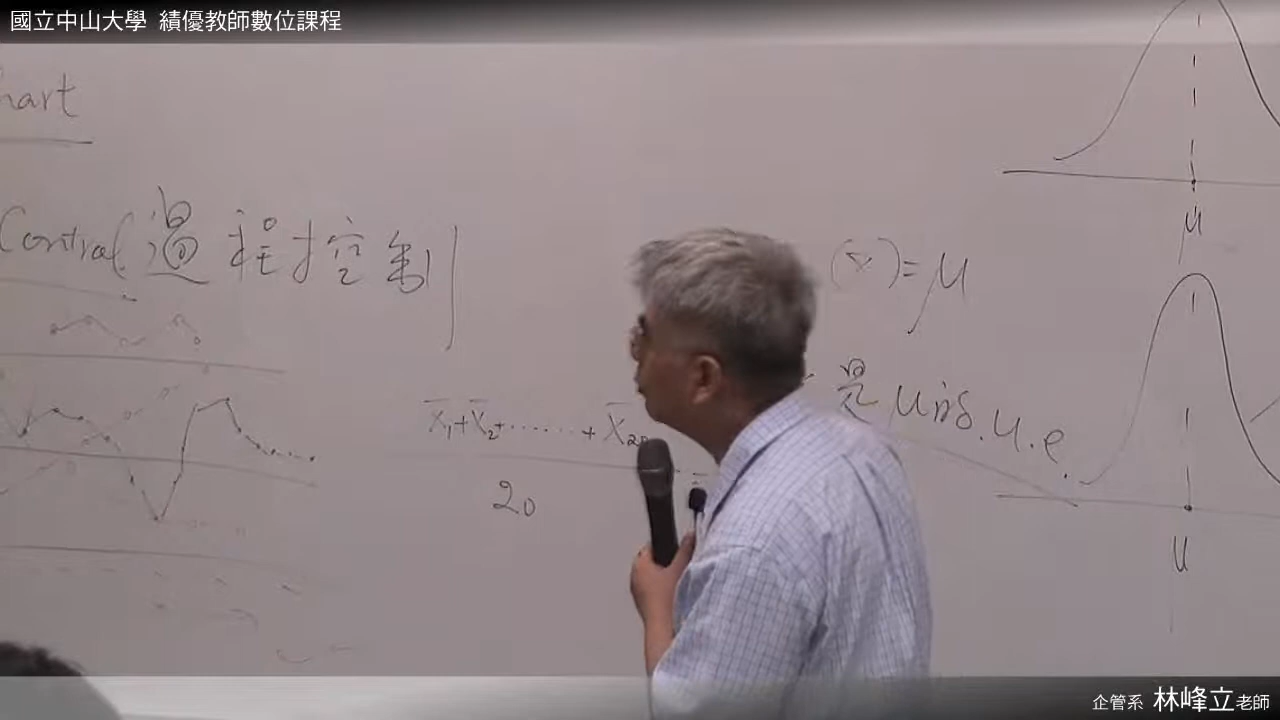 國立中山大學 績優教師數位課程
hart
Control 過程控制
(x̄)=μ
是μ的u.e.
X̄1+X̄2+......+X̄20
20
μ
μ
企管系 林峰立老師